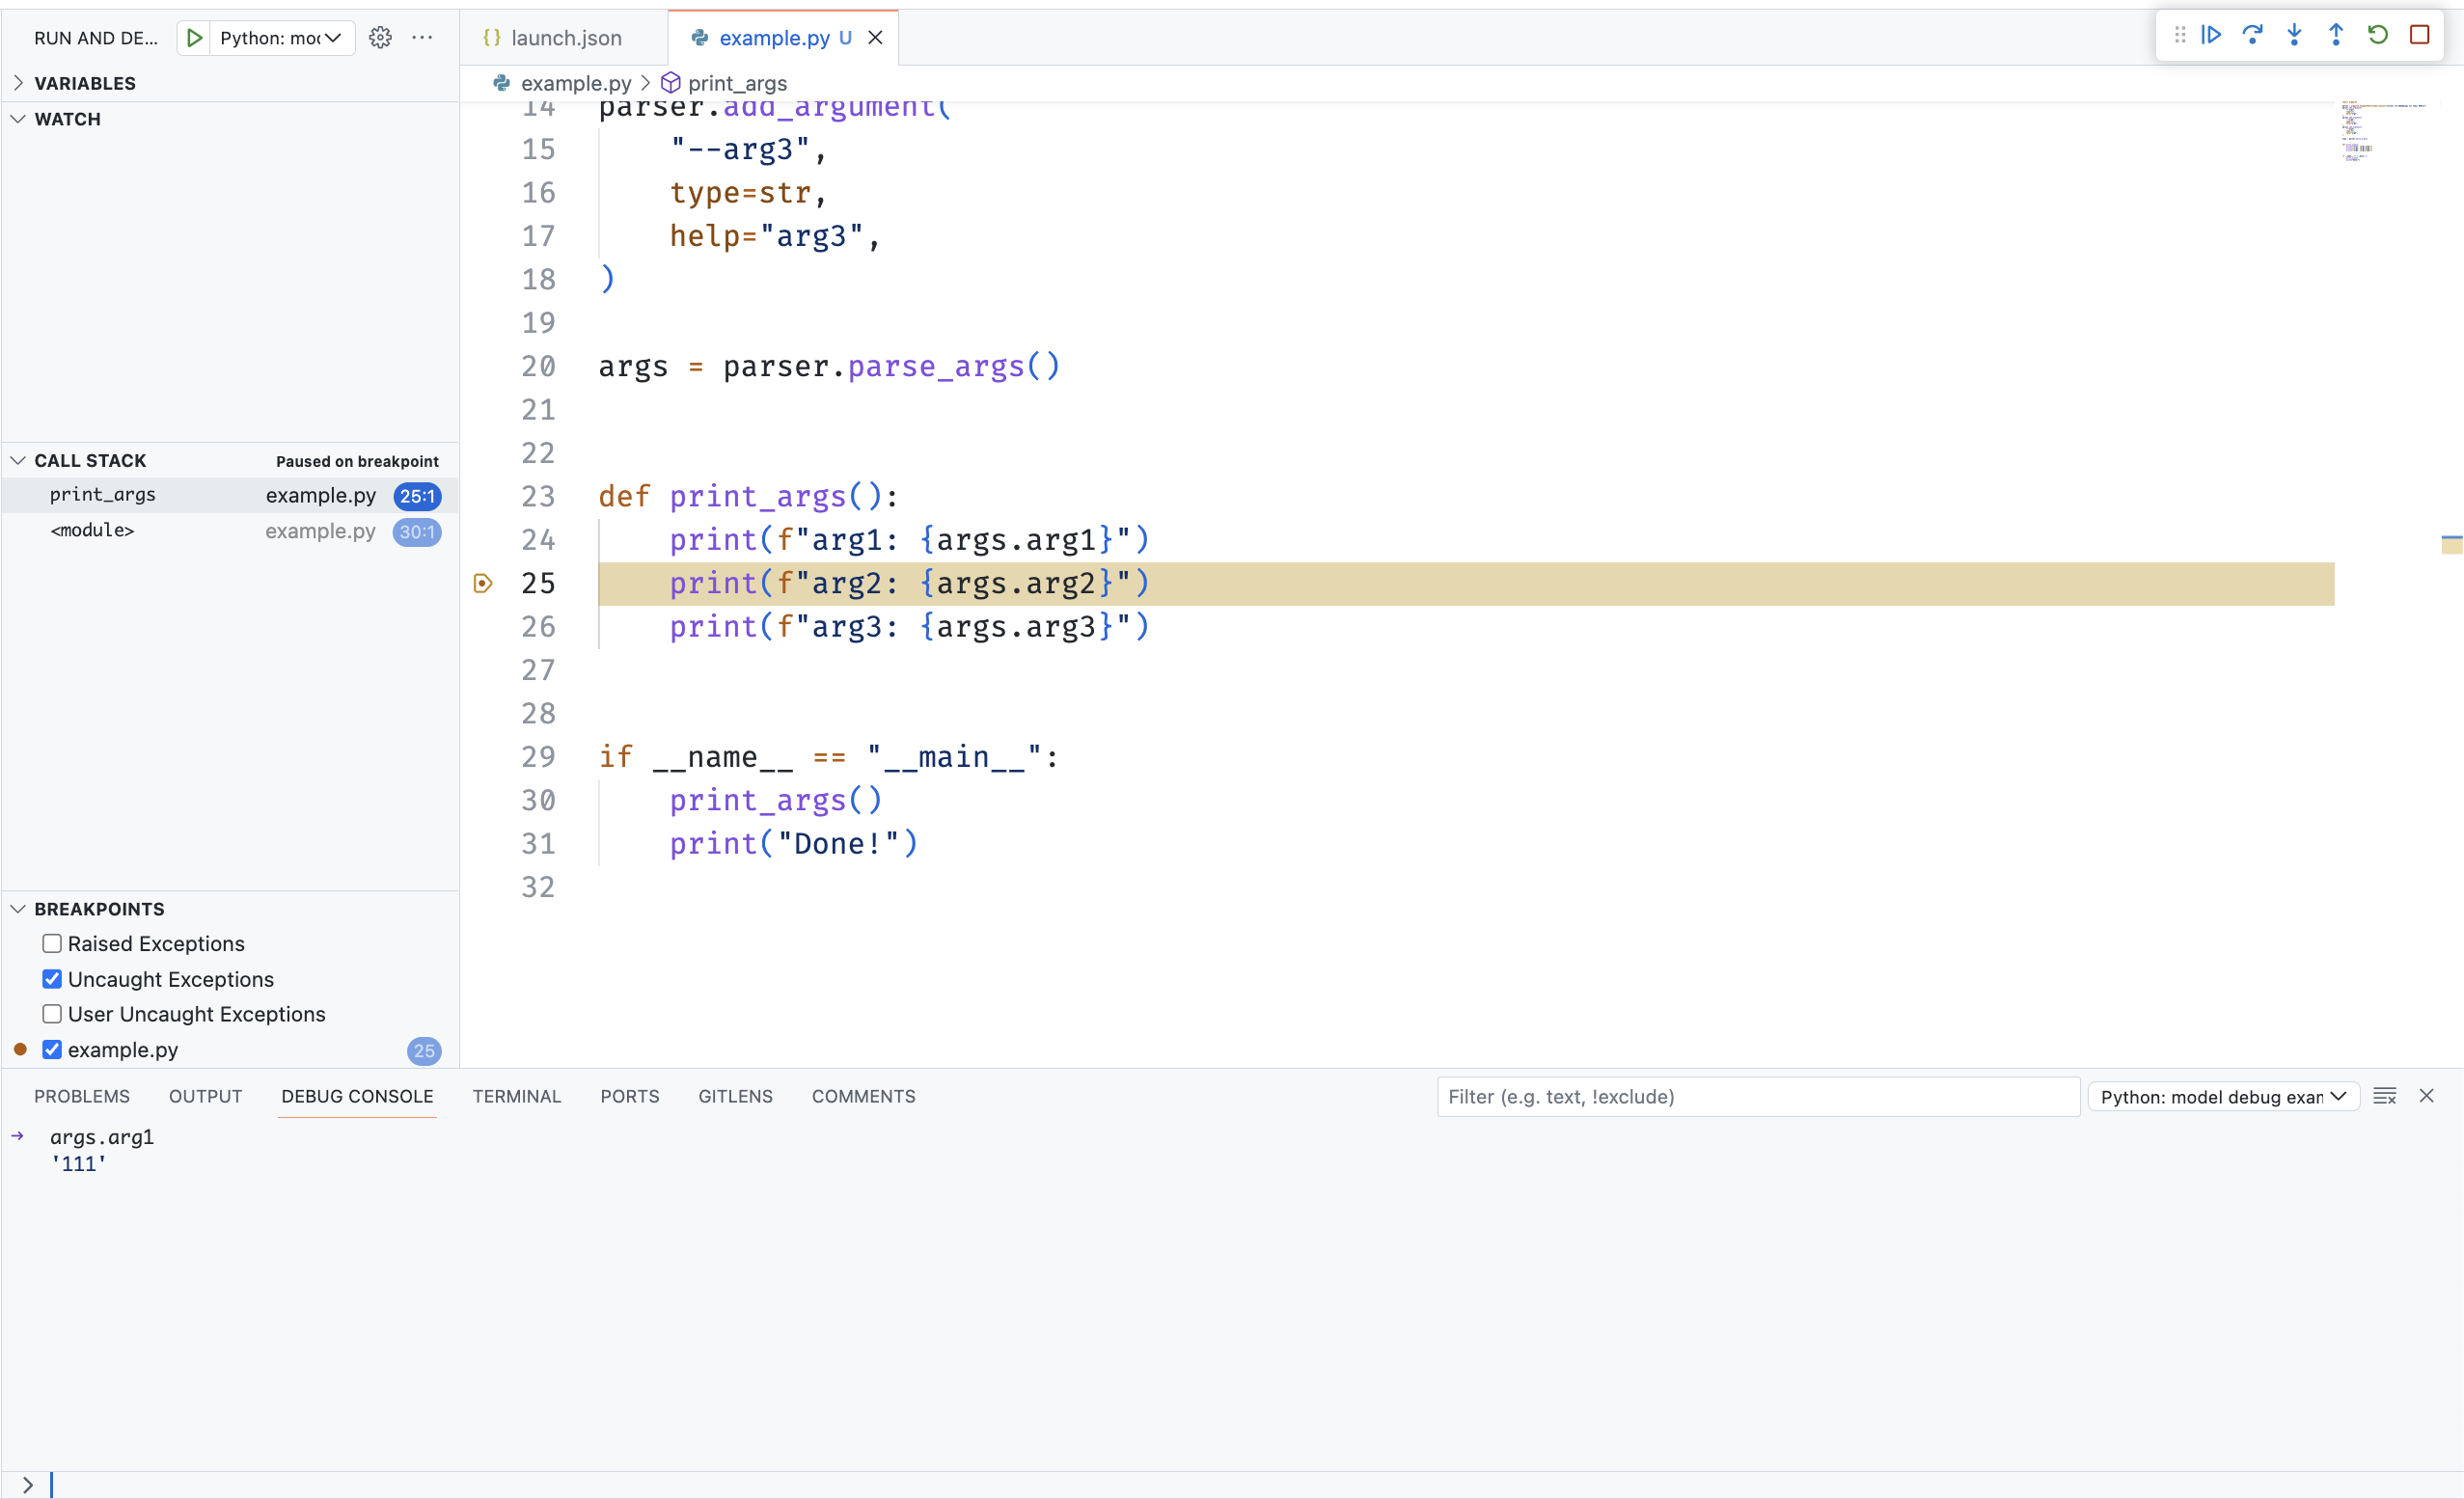 RUN AND DE...
Python: moc
VARIABLES
WATCH
CALL STACK
Paused on breakpoint
print_args example.py 25:1
<module> example.py 30:1
BREAKPOINTS
Raised Exceptions
Uncaught Exceptions
User Uncaught Exceptions
example.py 25
{} launch.json
example.py U
example.py > print_args
14 parser.add_argument(
15     "--arg3",
16     type=str,
17     help="arg3",
18 )
19
20 args = parser.parse_args()
21
22
23 def print_args():
24     print(f"arg1: {args.arg1}")
25     print(f"arg2: {args.arg2}")
26     print(f"arg3: {args.arg3}")
27
28
29 if __name__ == "__main__":
30     print_args()
31     print("Done!")
32
PROBLEMS OUTPUT DEBUG CONSOLE TERMINAL PORTS GITLENS COMMENTS
Filter (e.g. text, !exclude)
Python: model debug exar
→ args.arg1
'111'
>